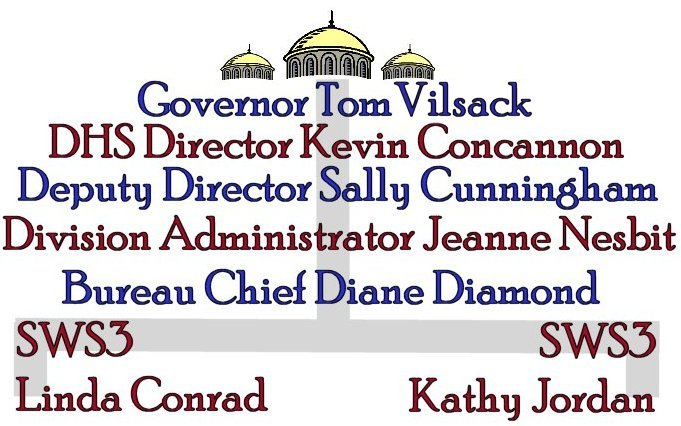 Governor Tom Vilsack
DHS Director Kevin Concannon
Deputy Director Sally Cunningham
Division Administrator Jeanne Nesbit
Bureau Chief Diane Diamond
SWS3 SWS3
Linda Conrad Kathy Jordan